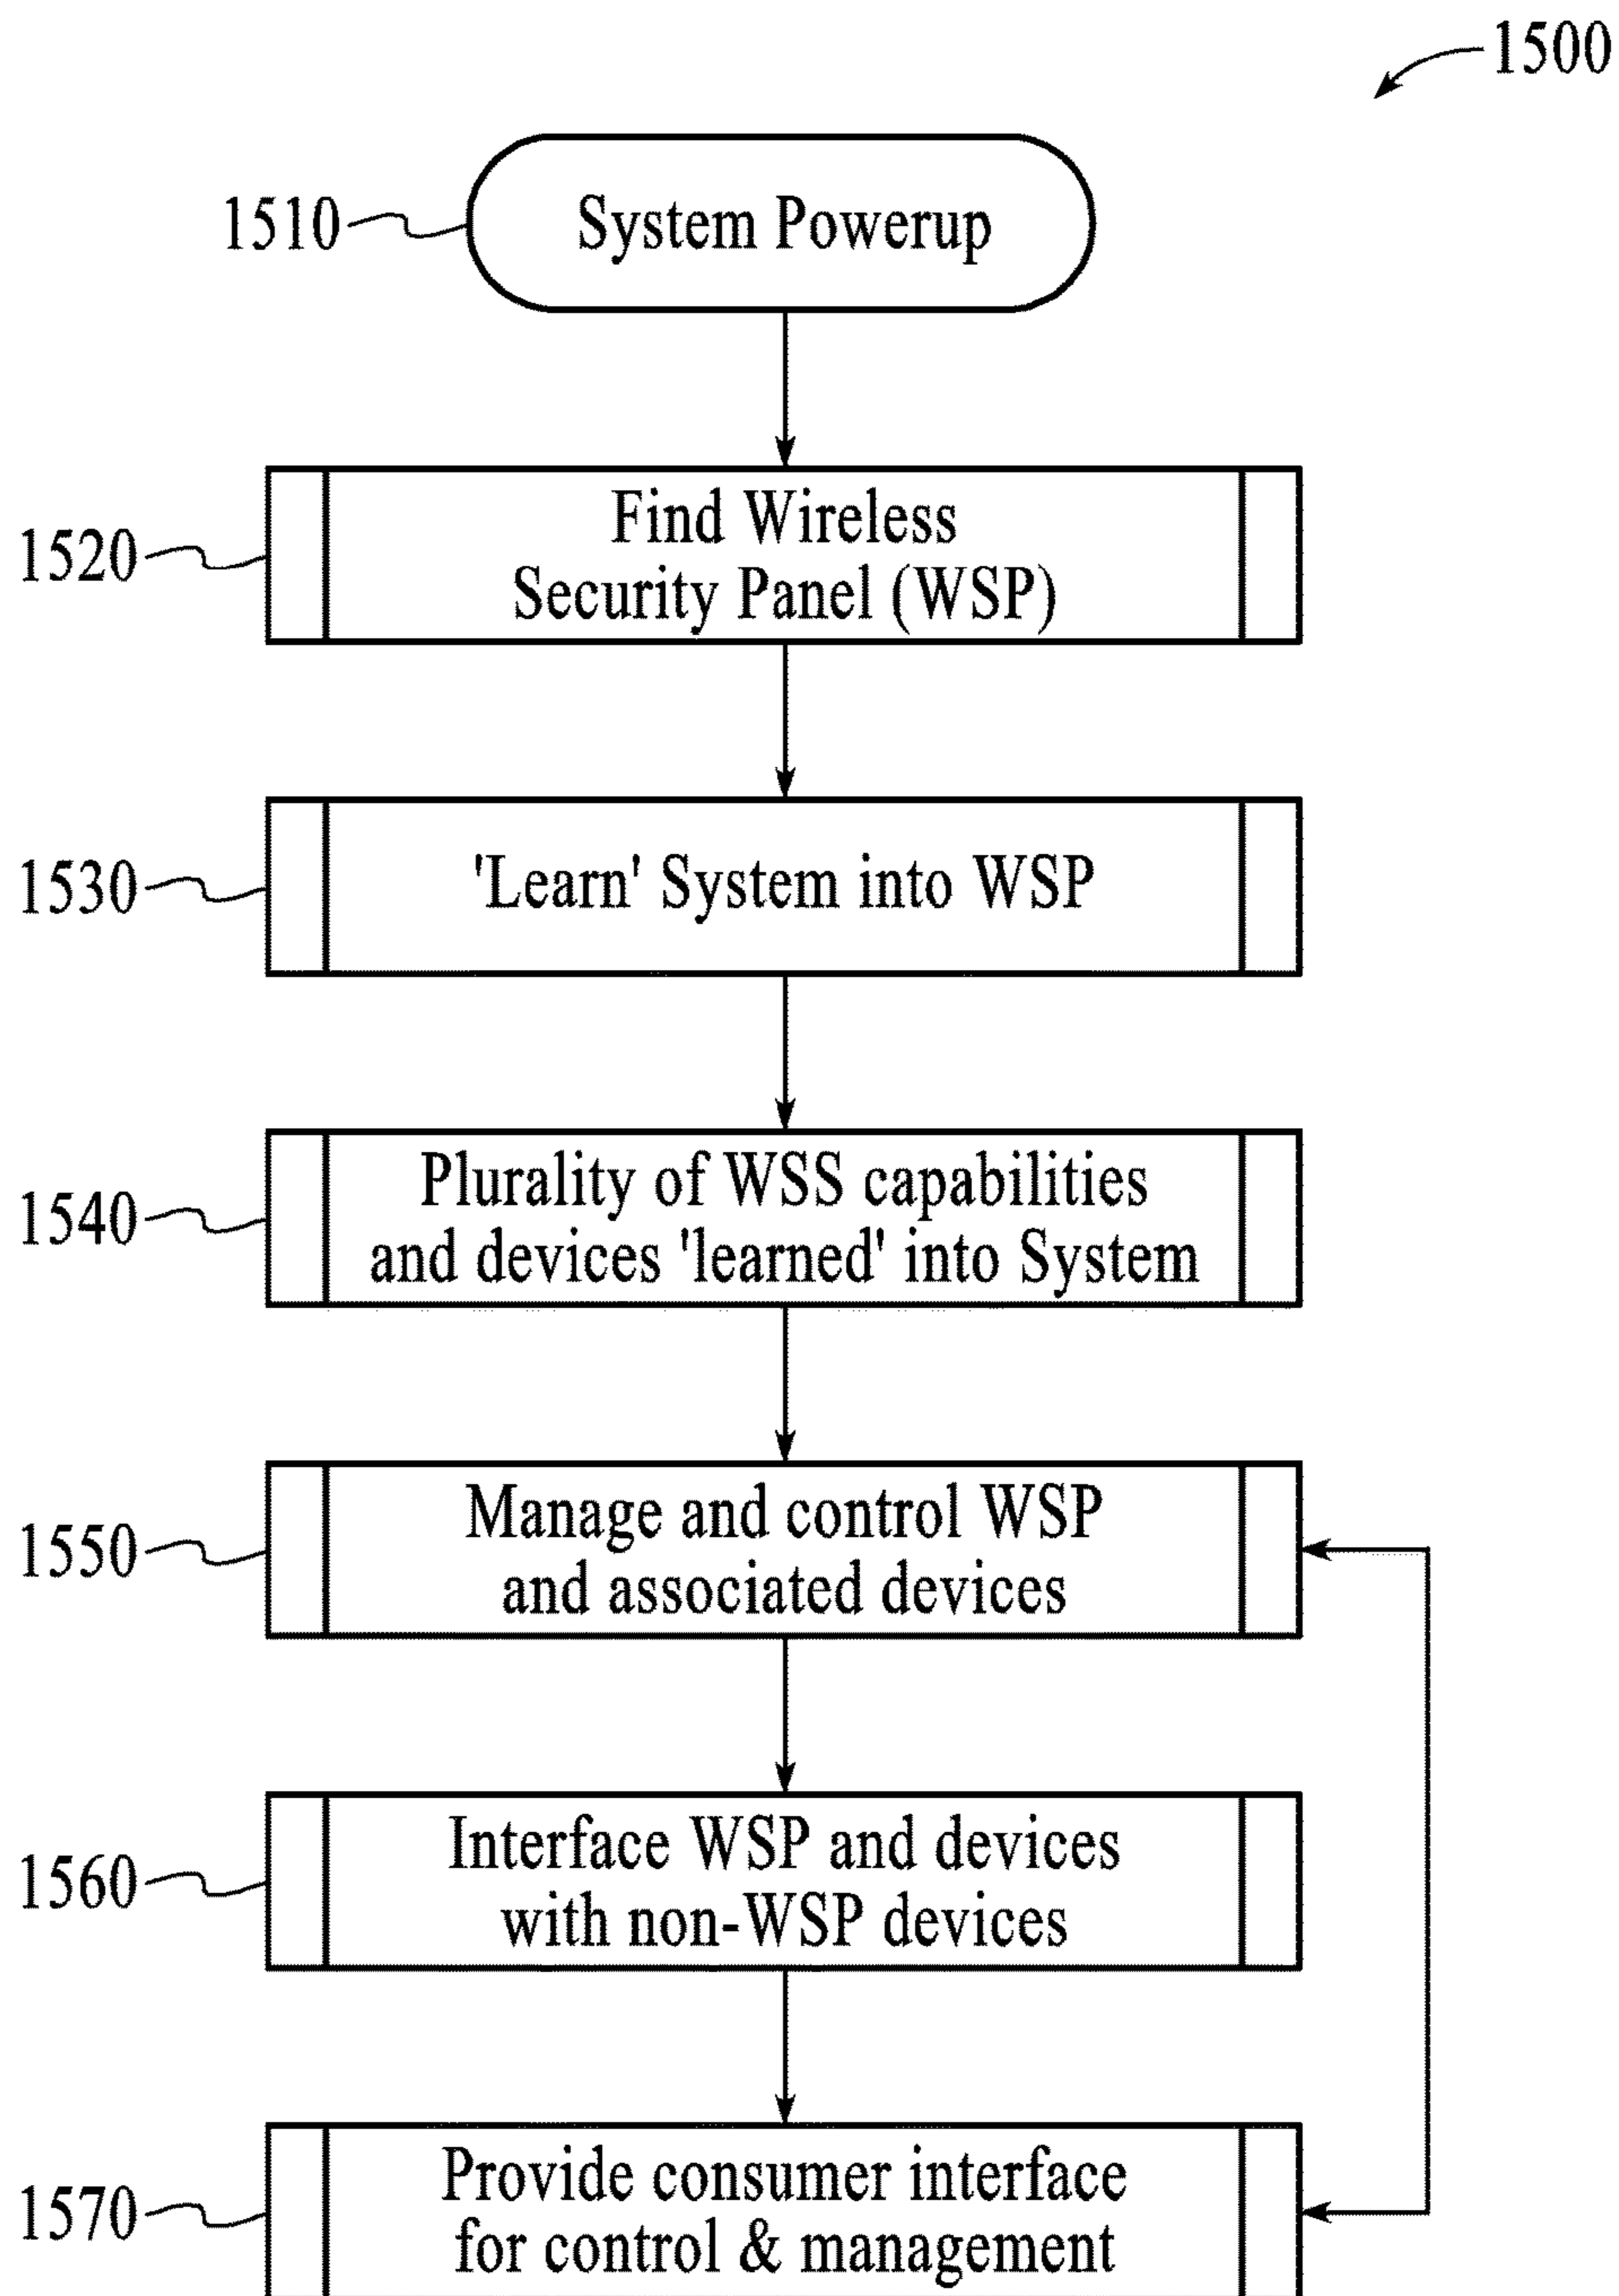 1500
1510
System Powerup
1520
Find Wireless
Security Panel (WSP)
1530
'Learn' System into WSP
1540
Plurality of WSS capabilities
and devices 'learned' into System
1550
Manage and control WSP
and associated devices
1560
Interface WSP and devices
with non-WSP devices
1570
Provide consumer interface
for control & management